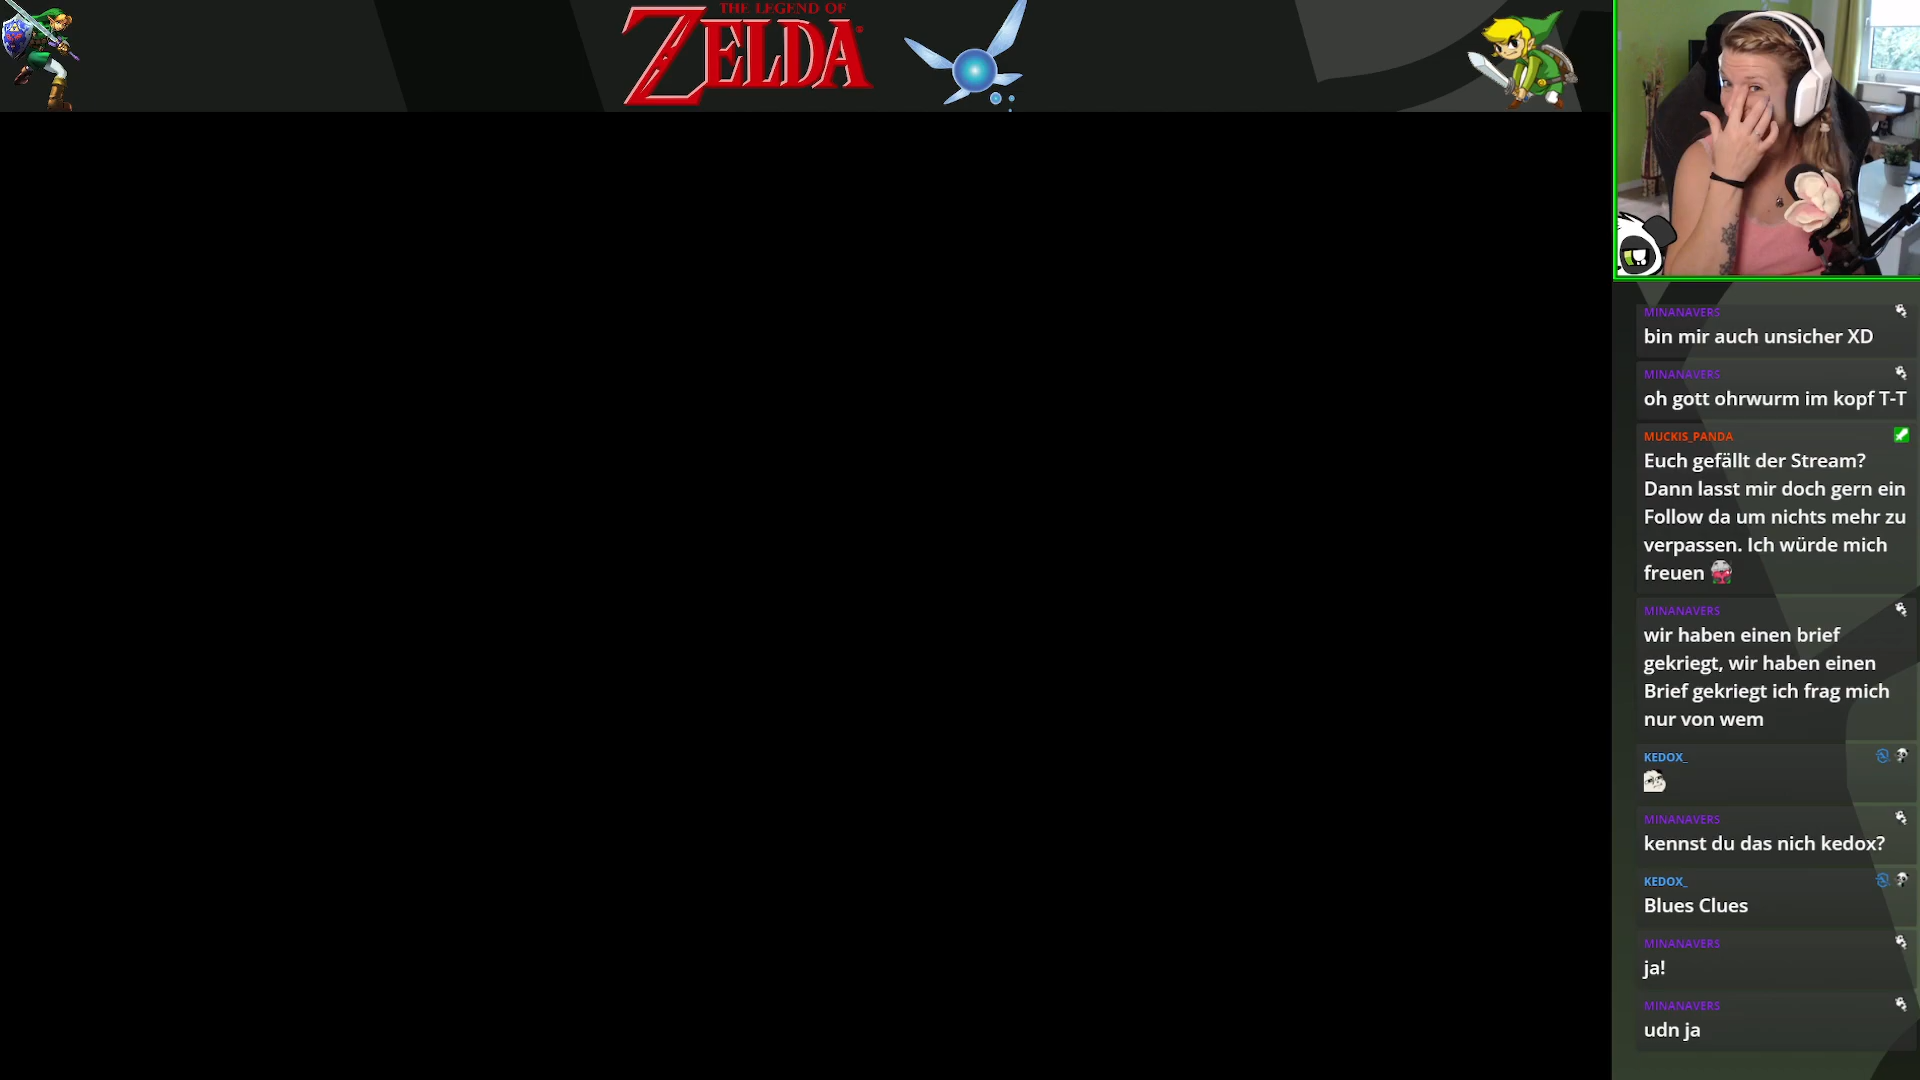 THE LEGEND OF
ZELDA
MINANAVERS
bin mir auch unsicher XD
MINANAVERS
oh gott ohrwurm im kopf T-T
MUCKIS_PANDA
Euch gefällt der Stream?
Dann lasst mir doch gern ein
Follow da um nichts mehr zu
verpassen. Ich würde mich
freuen
MINANAVERS
wir haben einen brief
gekriegt, wir haben einen
Brief gekriegt ich frag mich
nur von wem
KEDOX_
MINANAVERS
kennst du das nich kedox?
KEDOX_
Blues Clues
MINANAVERS
ja!
MINANAVERS
udn ja